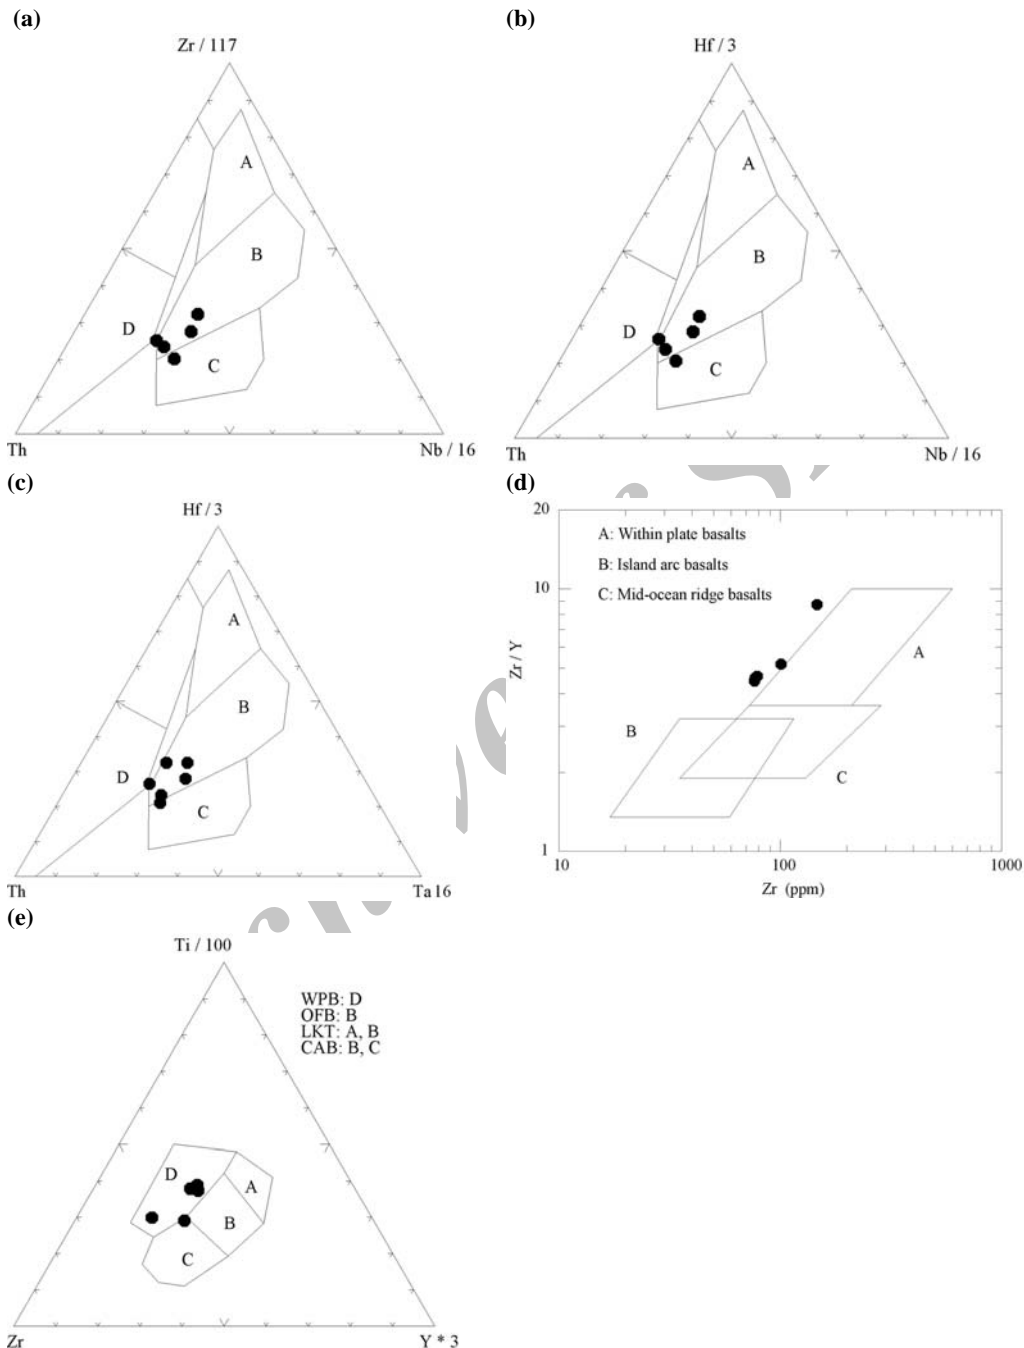 (a)
Zr / 117
A
B
D
C
Th
Nb / 16
(b)
Hf / 3
A
B
D
C
Th
Nb / 16
(c)
Hf / 3
A
B
D
C
Th
Ta16
(d)
20
A: Within plate basalts
B: Island arc basalts
C: Mid-ocean ridge basalts
10
Zr / Y
A
B
C
1
10
100
1000
Zr (ppm)
(e)
Ti / 100
WPB: D
OFB: B
LKT: A, B
CAB: B, C
D
A
B
C
Zr
Y * 3